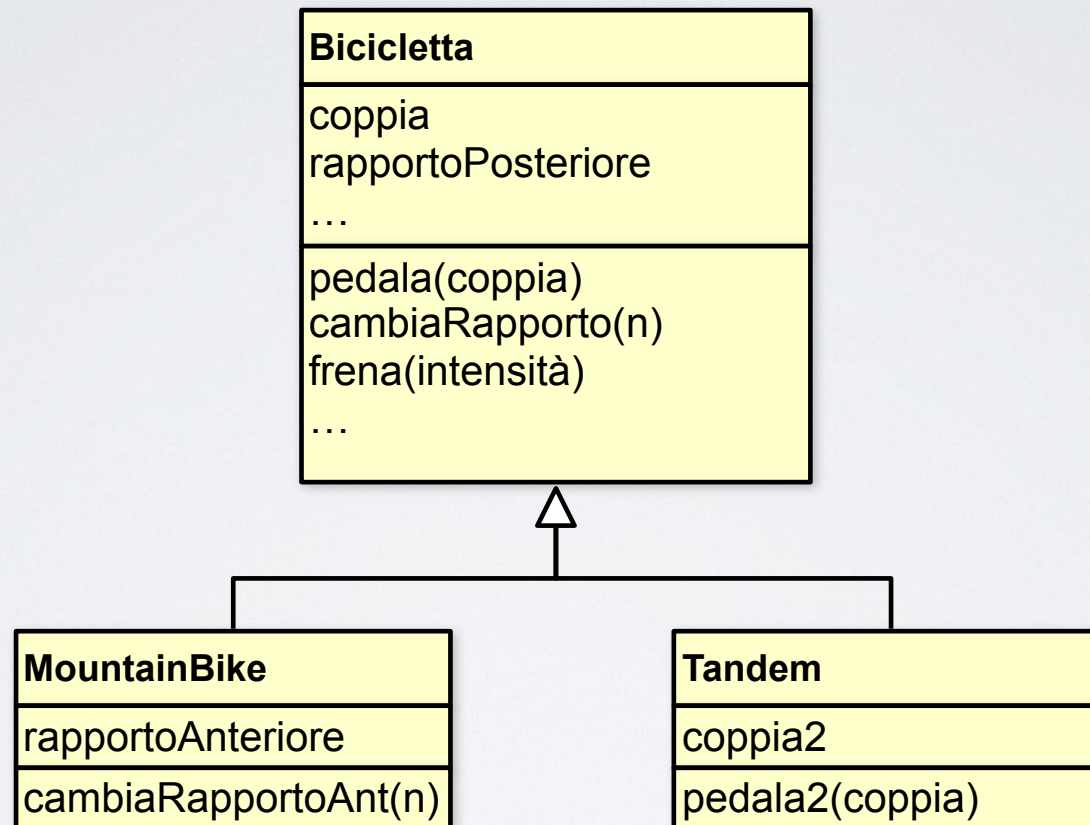 Bicicletta
coppia
rapportoPosteriore
…
pedala(coppia)
cambiaRapporto(n)
frena(intensità)
…
MountainBike
rapportoAnteriore
cambiaRapportoAnt(n)
Tandem
coppia2
pedala2(coppia)